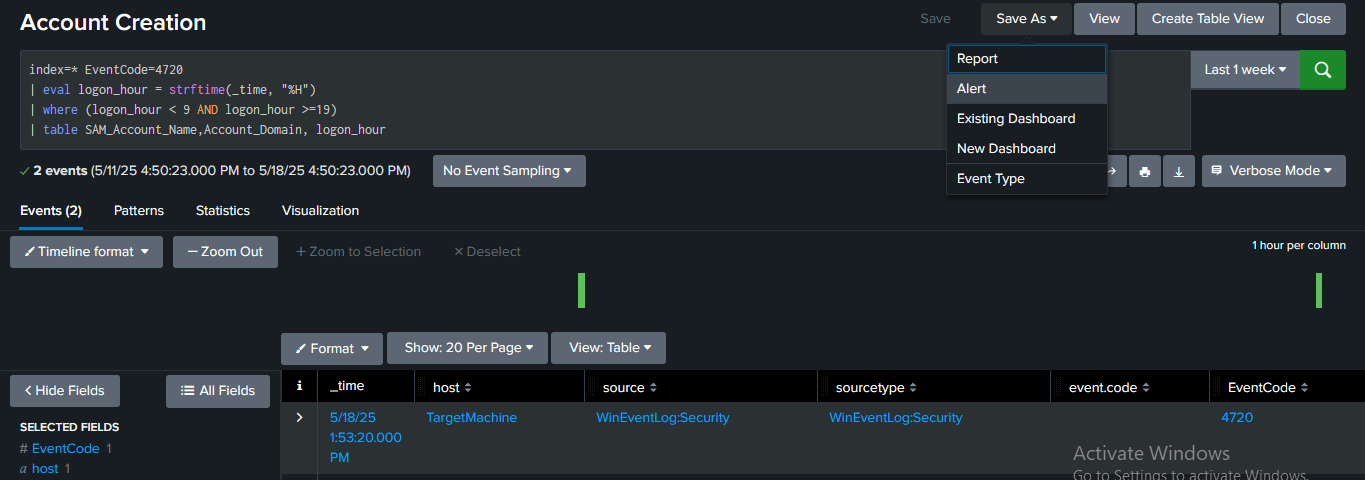 Account Creation
Save
Save As
View
Create Table View
Close
index=* EventCode=4720
| eval logon_hour = strftime(_time, "%H")
| where (logon_hour < 9 AND logon_hour >=19)
| table SAM_Account_Name,Account_Domain, logon_hour
Report
Alert
Existing Dashboard
New Dashboard
Event Type
Last 1 week
2 events (5/11/25 4:50:23.000 PM to 5/18/25 4:50:23.000 PM)
No Event Sampling
Verbose Mode
Events (2)
Patterns
Statistics
Visualization
Timeline format
— Zoom Out
+ Zoom to Selection
× Deselect
1 hour per column
Format
Show: 20 Per Page
View: Table
< Hide Fields
All Fields
i
_time
host
source
sourcetype
event.code
EventCode
SELECTED FIELDS
# EventCode 1
a host 1
> 5/18/25
1:53:20.000
PM
TargetMachine
WinEventLog:Security
WinEventLog:Security
4720
Activate Windows
Go to Settings to activate Windows.